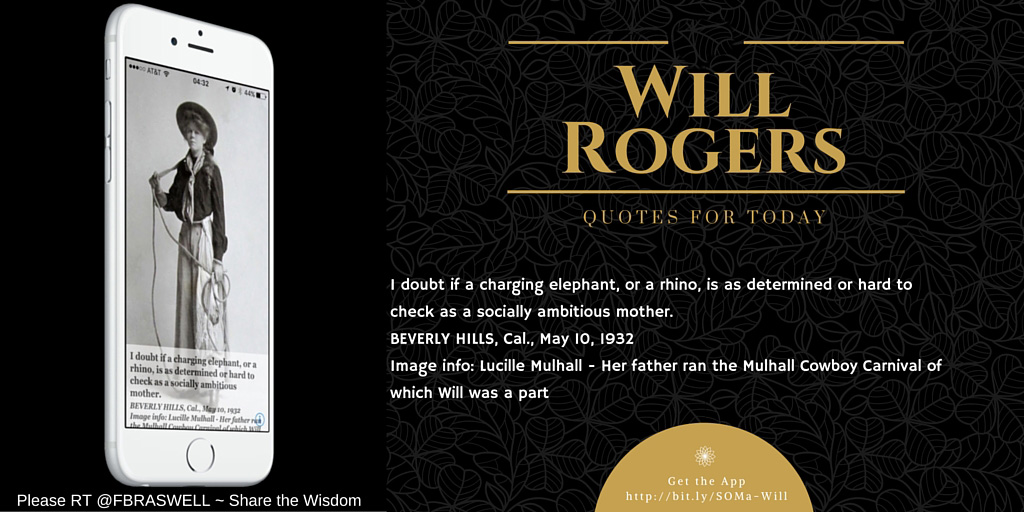 AT&T
04:32
44%
I doubt if a charging elephant, or a
rhino, is as determined or hard to
check as a socially ambitious
mother.
BEVERLY HILLS, Cal., May 10, 1932
Image info: Lucille Mulhall - Her father ran
the Mulhall Cowboy Carnival of which Will
Please RT @FBRASWELL ~ Share the Wisdom
WILL
ROGERS
QUOTES FOR TODAY
I doubt if a charging elephant, or a rhino, is as determined or hard to
check as a socially ambitious mother.
BEVERLY HILLS, Cal., May 10, 1932
Image info: Lucille Mulhall - Her father ran the Mulhall Cowboy Carnival of
which Will was a part
Get the App
http://bit.ly/SOMa-Will